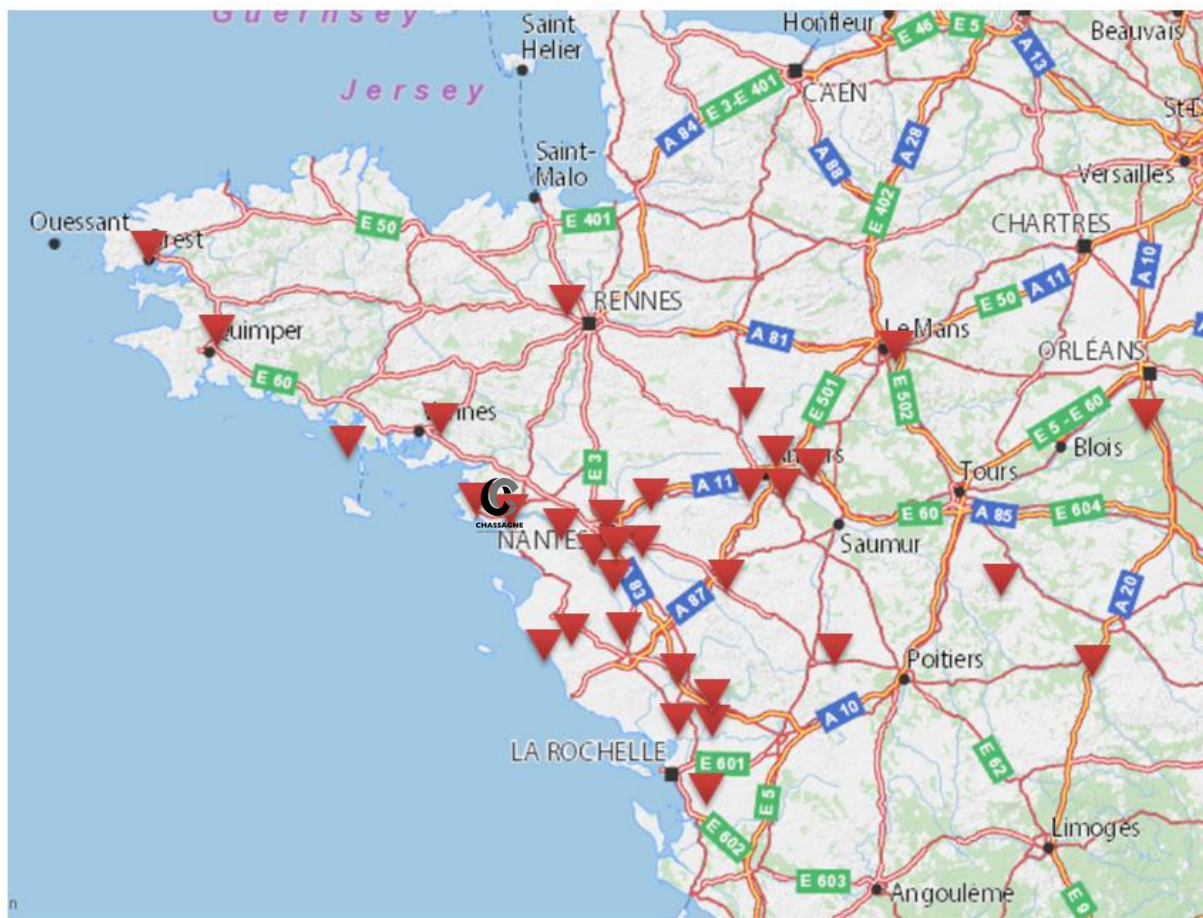 Guernsey
Saint
Helier
Honfleur
E 46
E 5
Beauvais
A 13
Jersey
E 3-E 401
CAEN
A 84
Saint-
Malo
A 88
A 28
Versailles
Ouessant
E 50
E 401
E 402
CHARTRES
A 10
RENNES
E 50
A 11
A 81
Le Mans
ORLÉANS
E 60
E 501
E 502
E 5 - E 60
Blois
E 3
A 11
Tours
CHASSAGNE
E 60
A 85
E 604
NANTES
Saumur
A 83
A 87
A 20
Poitiers
A 10
LA ROCHELLE
E 601
E 5
E 62
E 602
Limoges
E 603
Angoulême
E 9
n